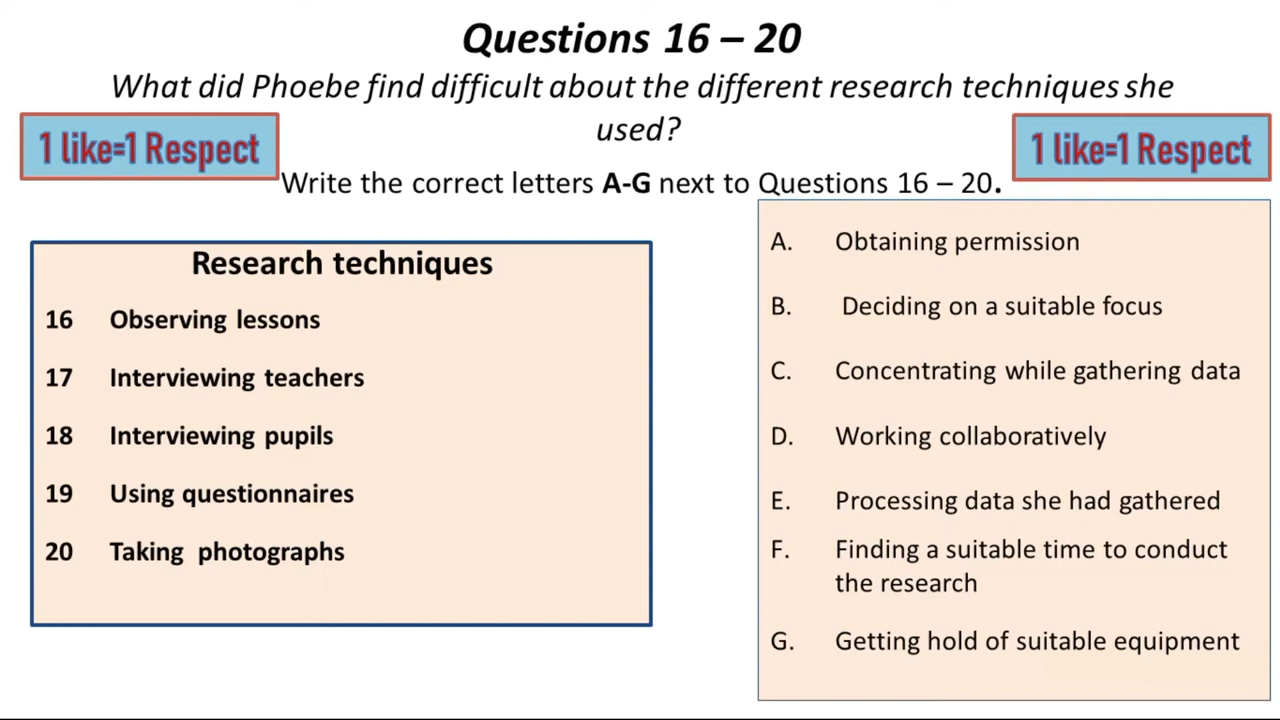 Questions 16 – 20
What did Phoebe find difficult about the different research techniques she
used?
1 like=1 Respect
1 like=1 Respect
Write the correct letters A-G next to Questions 16 – 20.
Research techniques
16 Observing lessons
17 Interviewing teachers
18 Interviewing pupils
19 Using questionnaires
20 Taking photographs
A. Obtaining permission
B. Deciding on a suitable focus
C. Concentrating while gathering data
D. Working collaboratively
E. Processing data she had gathered
F. Finding a suitable time to conduct
the research
G. Getting hold of suitable equipment